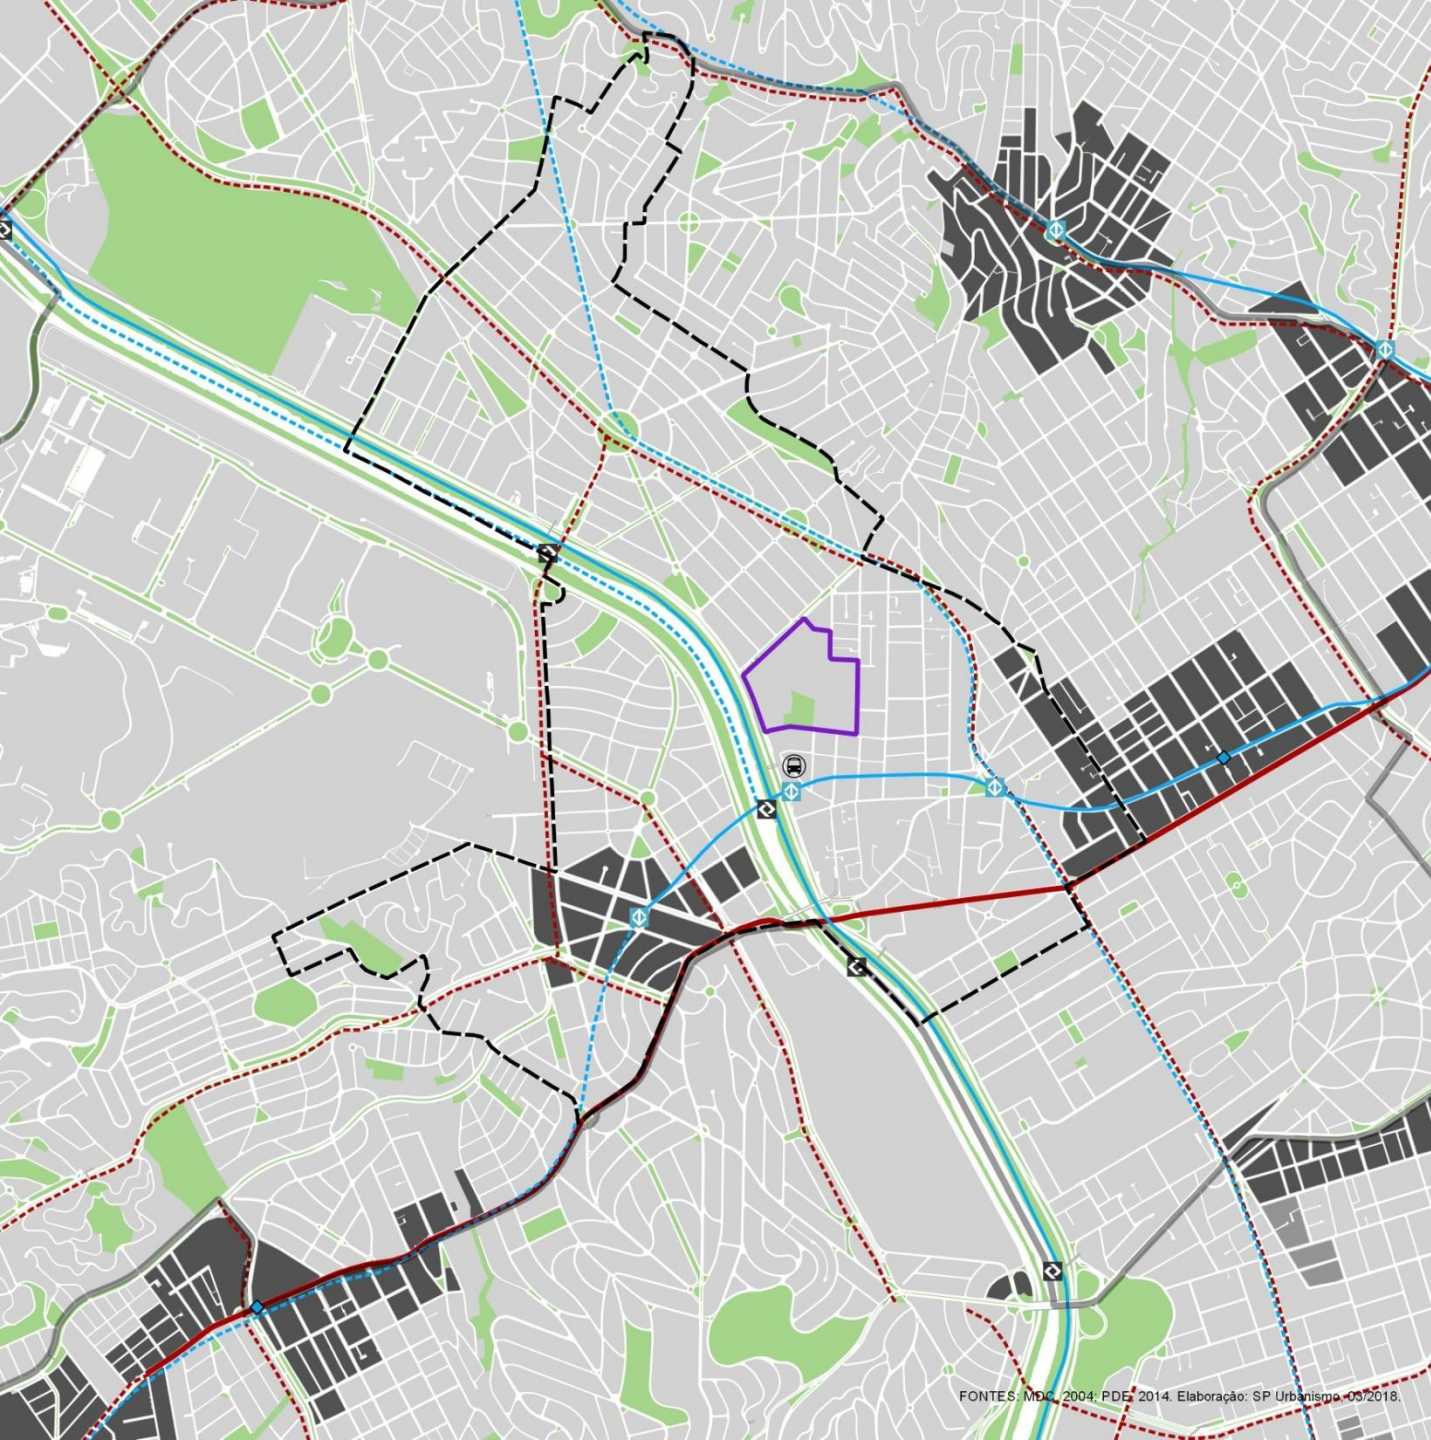 FONTES: MDC, 2004; PDE, 2014. Elaboração: SP Urbanismo, 03/2018.